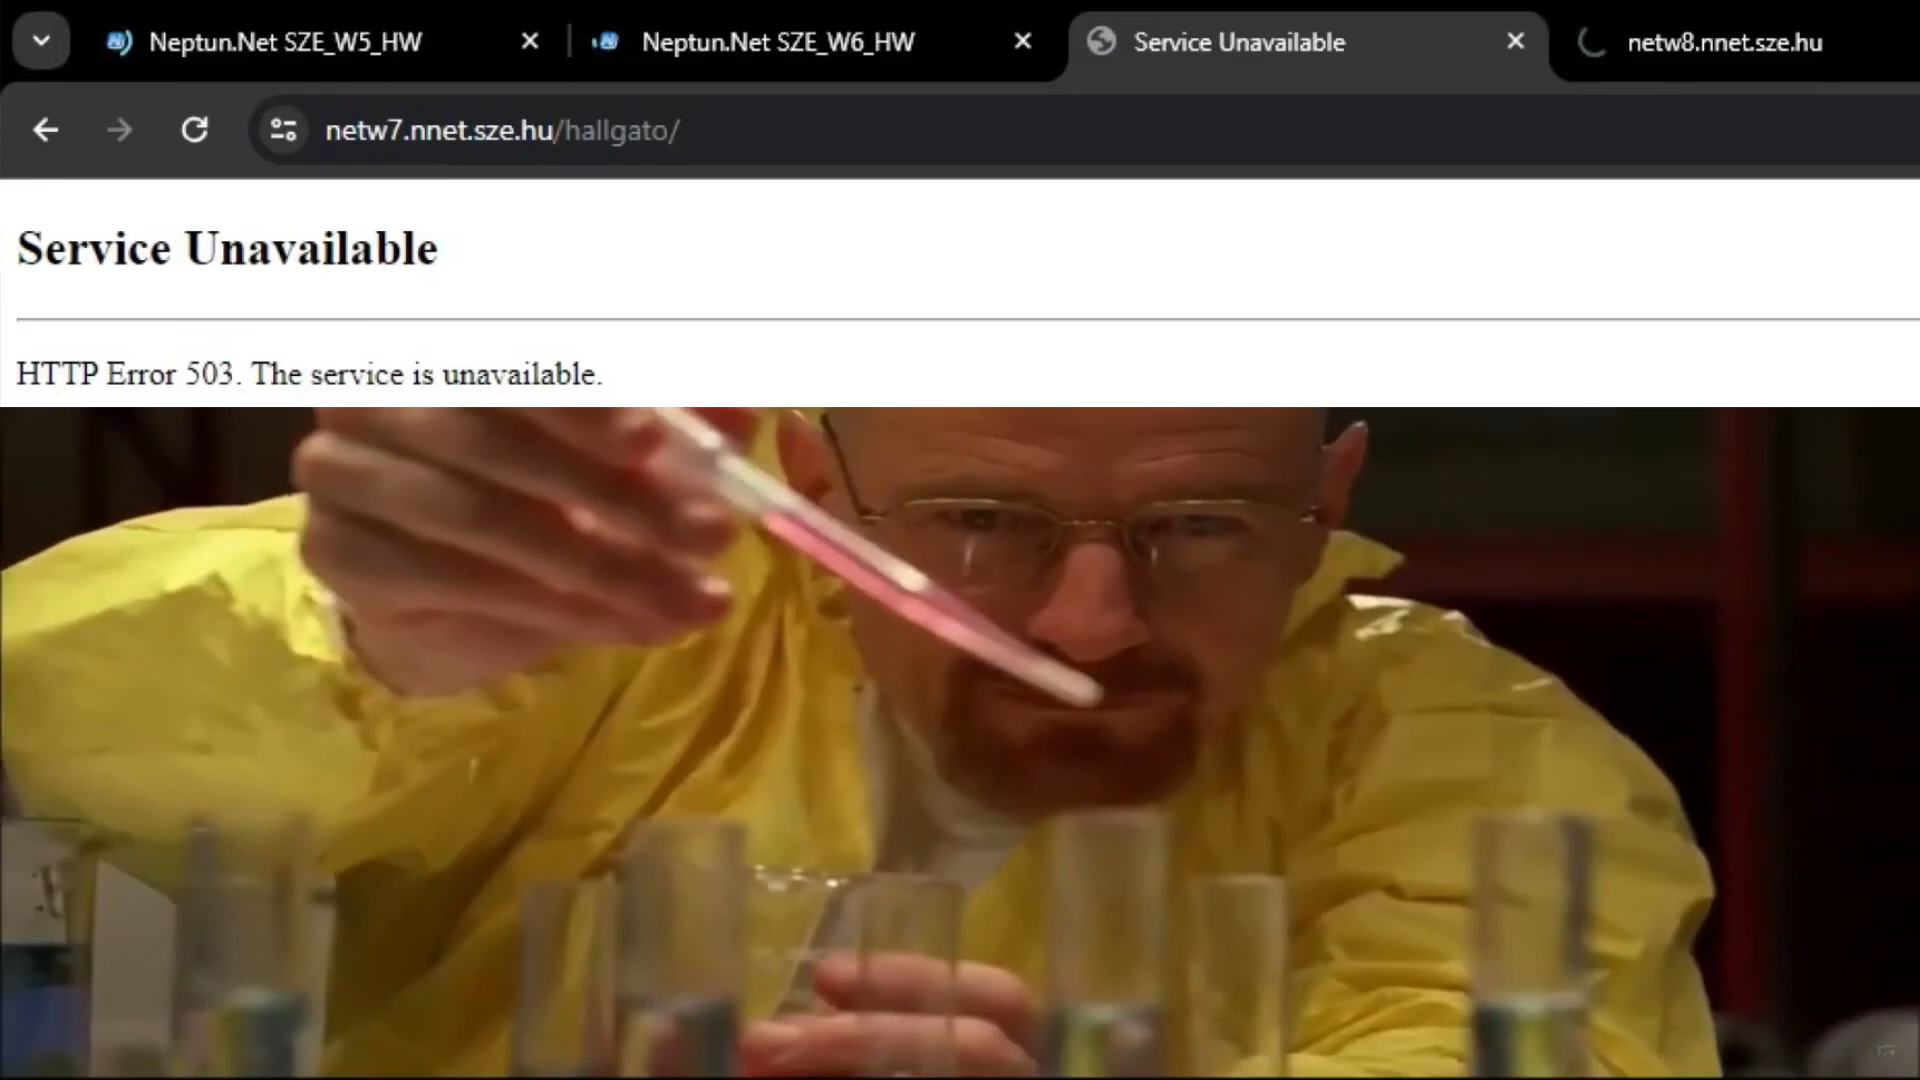 Neptun.Net SZE_W5_HW
Neptun.Net SZE_W6_HW
Service Unavailable
netw8.nnet.sze.hu
netw7.nnet.sze.hu/hallgato/
Service Unavailable
HTTP Error 503. The service is unavailable.